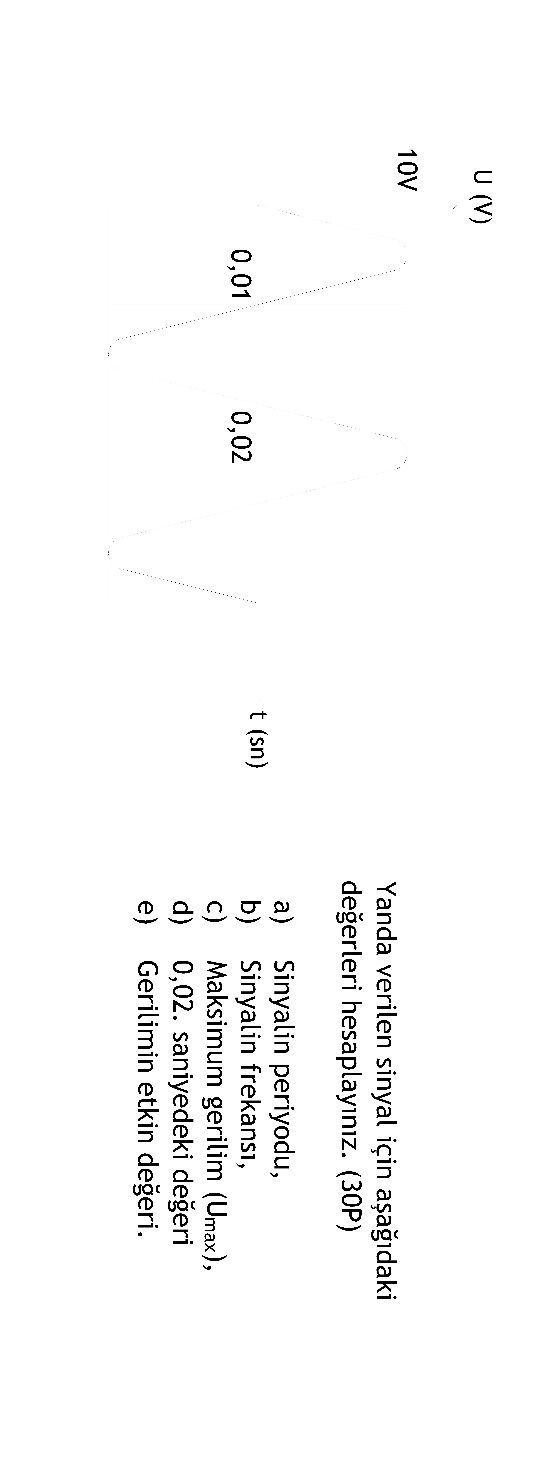 U (V)
10V
0,01
0,02
t (sn)
Yanda verilen sinyal için aşağıdaki
değerleri hesaplayınız. (30P)
a) Sinyalin periyodu,
b) Sinyalin frekansı,
c) Maksimum gerilim (Umax),
d) 0,02. saniyedeki değeri
e) Gerilimin etkin değeri.